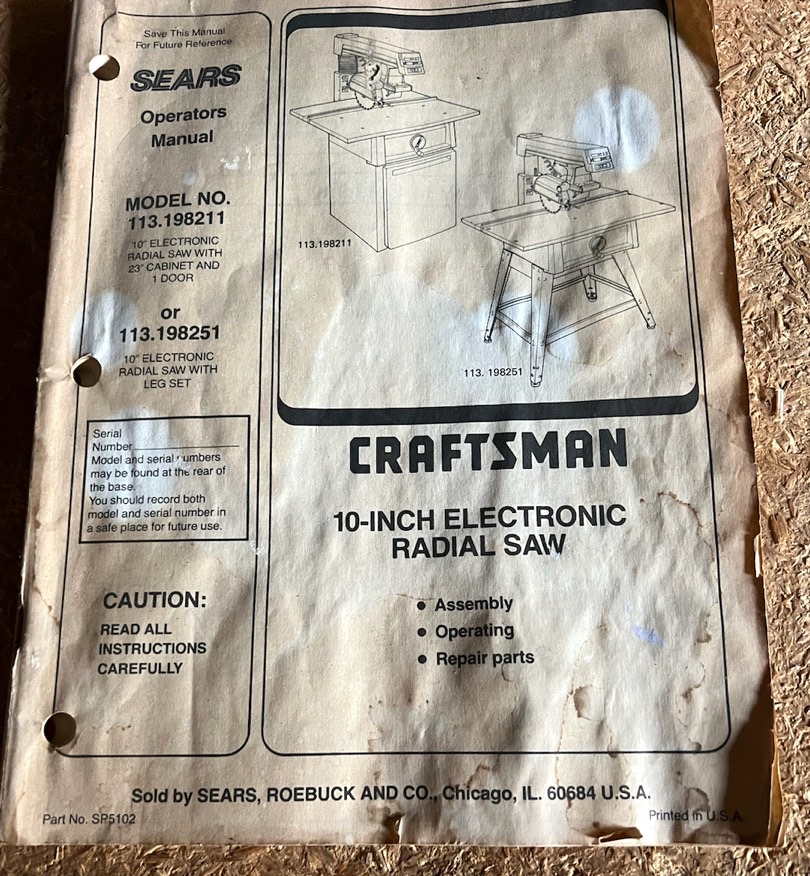 Save This Manual
For Future Reference
SEARS
Operators
Manual
MODEL NO.
113.198211
10" ELECTRONIC
RADIAL SAW WITH
23" CABINET AND
1 DOOR
or
113.198251
10" ELECTRONIC
RADIAL SAW WITH
LEG SET
Serial
Number
Model and serial numbers
may be found at the rear of
the base.
You should record both
model and serial number in
a safe place for future use.
CAUTION:
READ ALL
INSTRUCTIONS
CAREFULLY
113.198211
113. 198251
CRAFTSMAN
10-INCH ELECTRONIC
RADIAL SAW
• Assembly
• Operating
• Repair parts
Sold by SEARS, ROEBUCK AND CO., Chicago, IL. 60684 U.S.A.
Part No. SP5102
Printed in U.S.A.